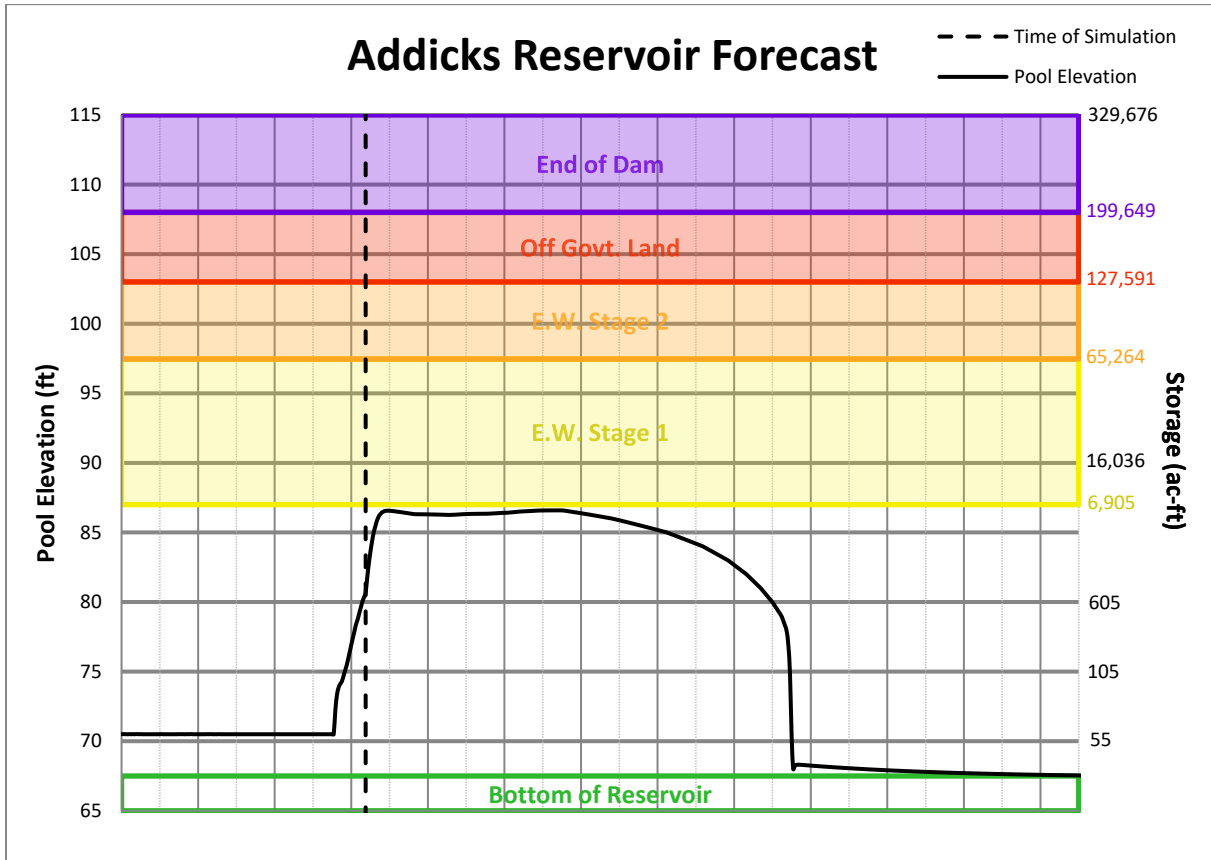 Addicks Reservoir Forecast
Time of Simulation
Pool Elevation
115
110
105
100
95
90
85
80
75
70
65
Pool Elevation (ft)
End of Dam
Off Govt. Land
E.W. Stage 2
E.W. Stage 1
Bottom of Reservoir
329,676
199,649
127,591
65,264
16,036
6,905
605
105
55
Storage (ac-ft)